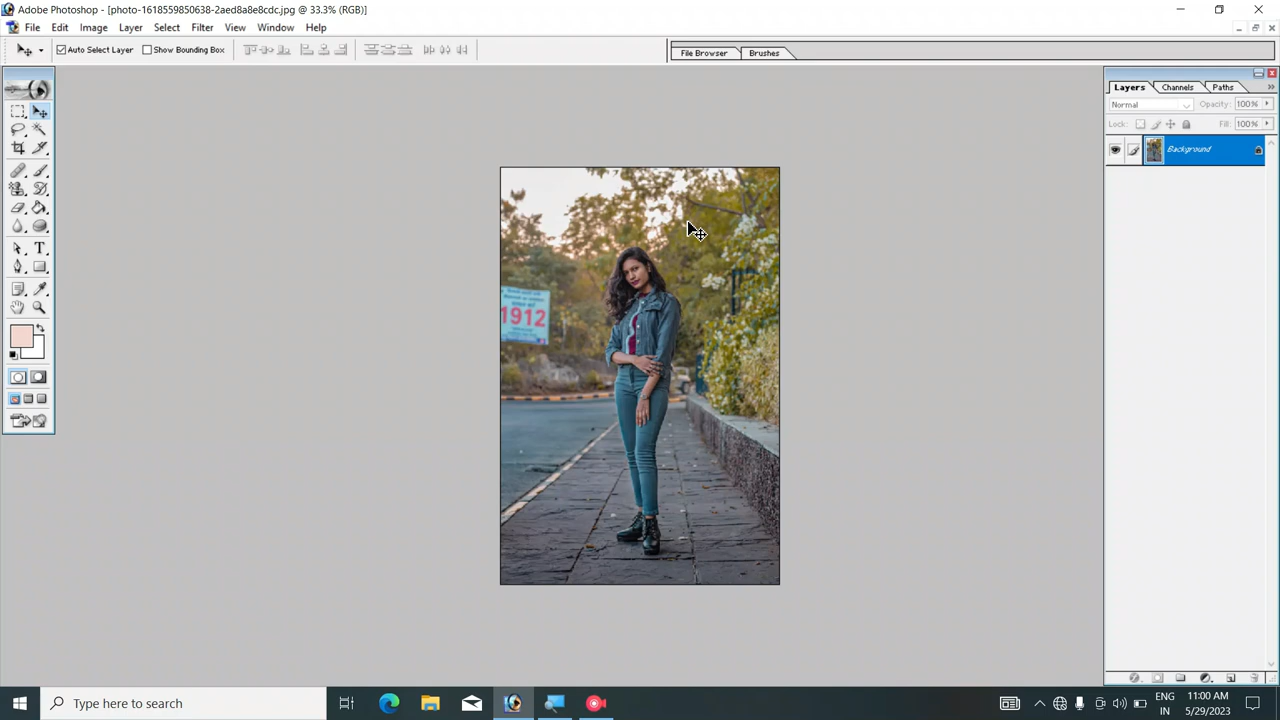 Adobe Photoshop - [photo-1618559850638-2aed8a8e8cdc.jpg @ 33.3% (RGB)]
File Edit Image Layer Select Filter View Window Help
Auto Select Layer Show Bounding Box File Browser Brushes
Layers Channels Paths
Normal Opacity: 100%
Lock: Fill: 100%
Background
1912
Type here to search
ENG 11:00 AM
IN 5/29/2023